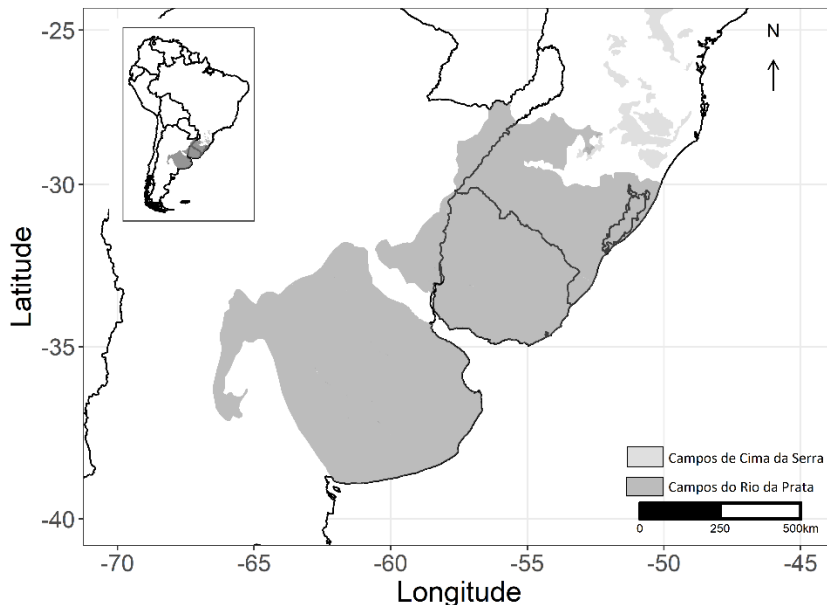 -25
-30
-35
-40
Latitude
N
Campos de Cima da Serra
Campos do Rio da Prata
0 250 500km
-70 -65 -60 -55 -50 -45
Longitude